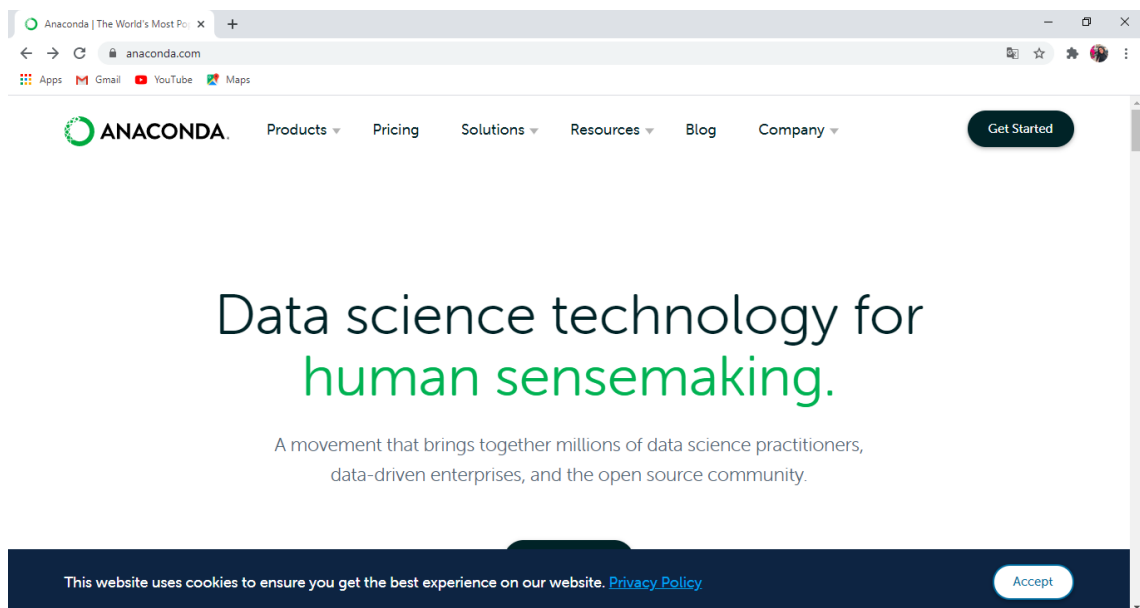 Anaconda | The World's Most Po
anaconda.com
Apps Gmail YouTube Maps
ANACONDA. Products Pricing Solutions Resources Blog Company Get Started
Data science technology for
human sensemaking.
A movement that brings together millions of data science practitioners,
data-driven enterprises, and the open source community.
This website uses cookies to ensure you get the best experience on our website. Privacy Policy Accept